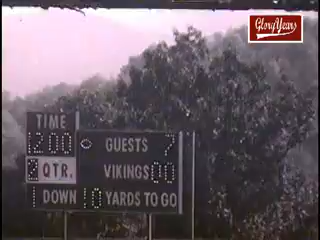 Glory Years
TIME
12:00 GUESTS 7
2 QTR. VIKINGS 00
1 DOWN 10 YARDS TO GO